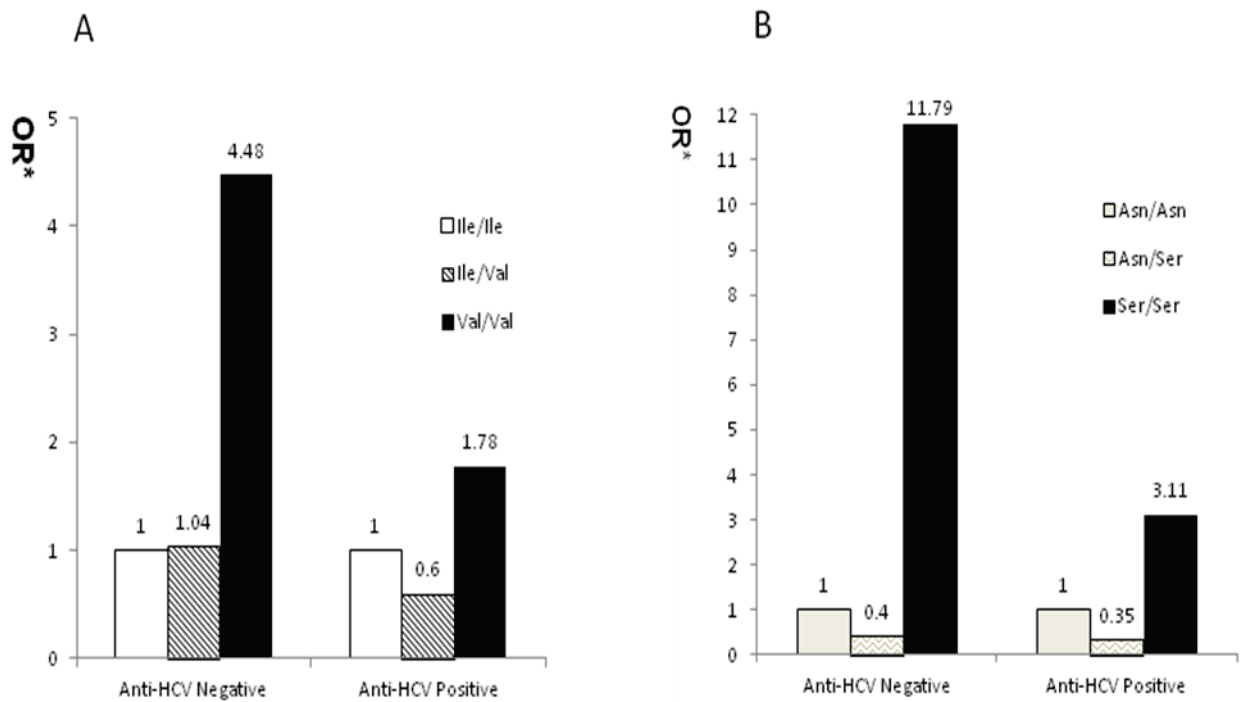 A
OR*
5
4
3
2
1
0
4.48
1.78
1
1.04
1
0.6
Ile/Ile
Ile/Val
Val/Val
Anti-HCV Negative
Anti-HCV Positive
B
OR*
12
11
10
9
8
7
6
5
4
3
2
1
0
11.79
3.11
1
0.4
1
0.35
Asn/Asn
Asn/Ser
Ser/Ser
Anti-HCV Negative
Anti-HCV Positive